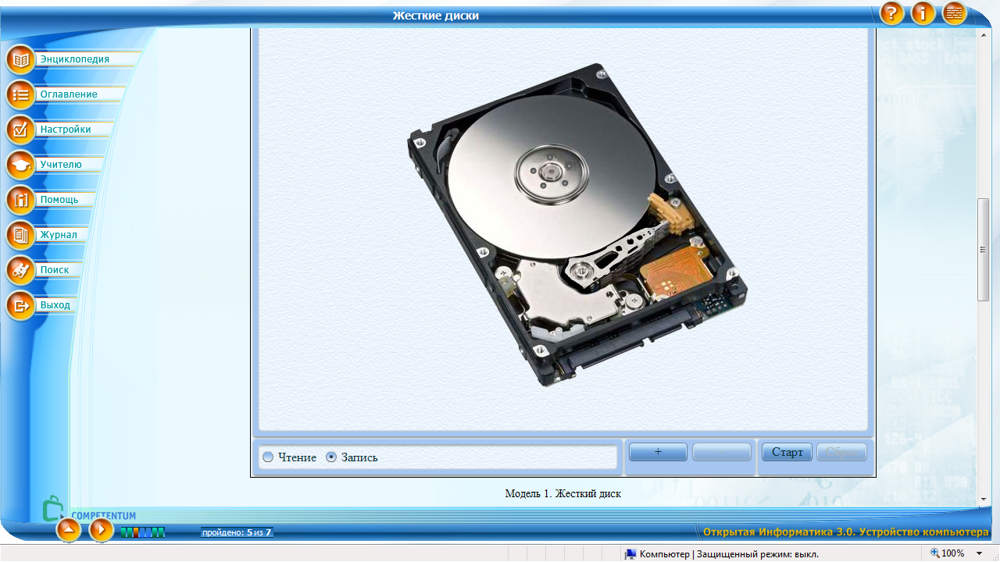 Жесткие диски
Энциклопедия
Оглавление
Настройки
Учителю
Помощь
Журнал
Поиск
Выход
Чтение Запись
+
Старт
Сброс
Модель 1. Жесткий диск
COMPETENTUM
пройдено: 5 из 7
Открытая Информатика 3.0. Устройство компьютера
Компьютер | Защищенный режим: выкл.
100%